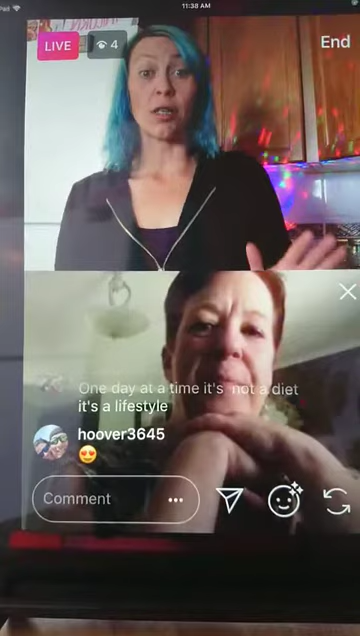 11:38 AM
LIVE
4
End
One day at a time it's not a diet
it's a lifestyle
hoover3645
Comment